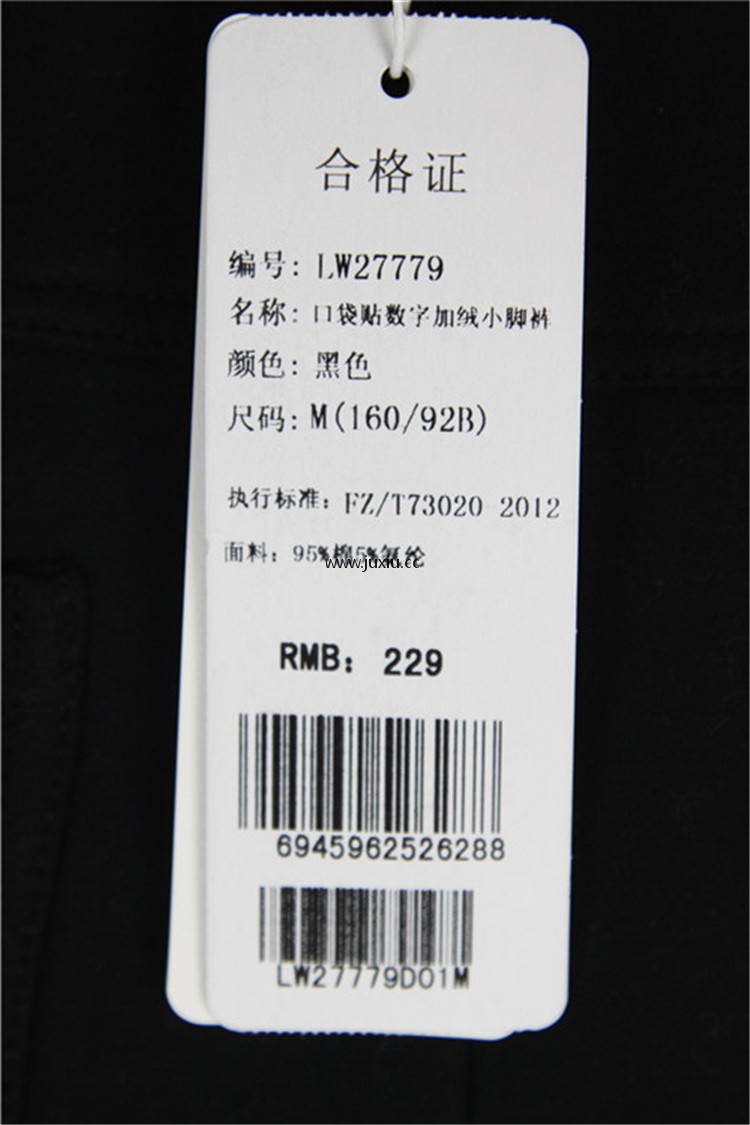 合格证
编号: LW27779
名称: 口袋贴数字加绒小脚裤
颜色: 黑色
尺码: M(160/92B)
执行标准: FZ/T73020 2012
面料: 95%棉5%氨纶
www.juxiu.cc
RMB: 229
6945962526288
LW27779D01M